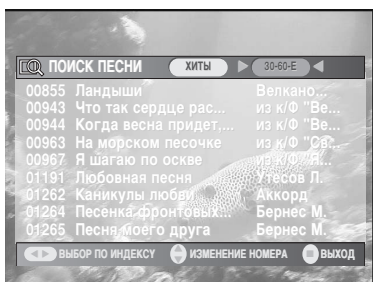 ПОИСК ПЕСНИ ХИТЫ 30-60-Е
00855 Ландыши Велкано...
00943 Что так сердце рас... из к/Ф "Ве...
00944 Когда весна придет,... из к/Ф "Ве...
00963 На морском песочке из к/Ф "Са...
00967 Я шагаю по оскве из к/Ф "Я...
01191 Любовная песня Утесов Л.
01262 Каникулы любви Аккорд
01264 Песенка фронтовых... Бернес М.
01265 Песня моего друга Бернес М.
ВЫБОР ПО ИНДЕКСУ ИЗМЕНЕНИЕ НОМЕРА ВЫХОД